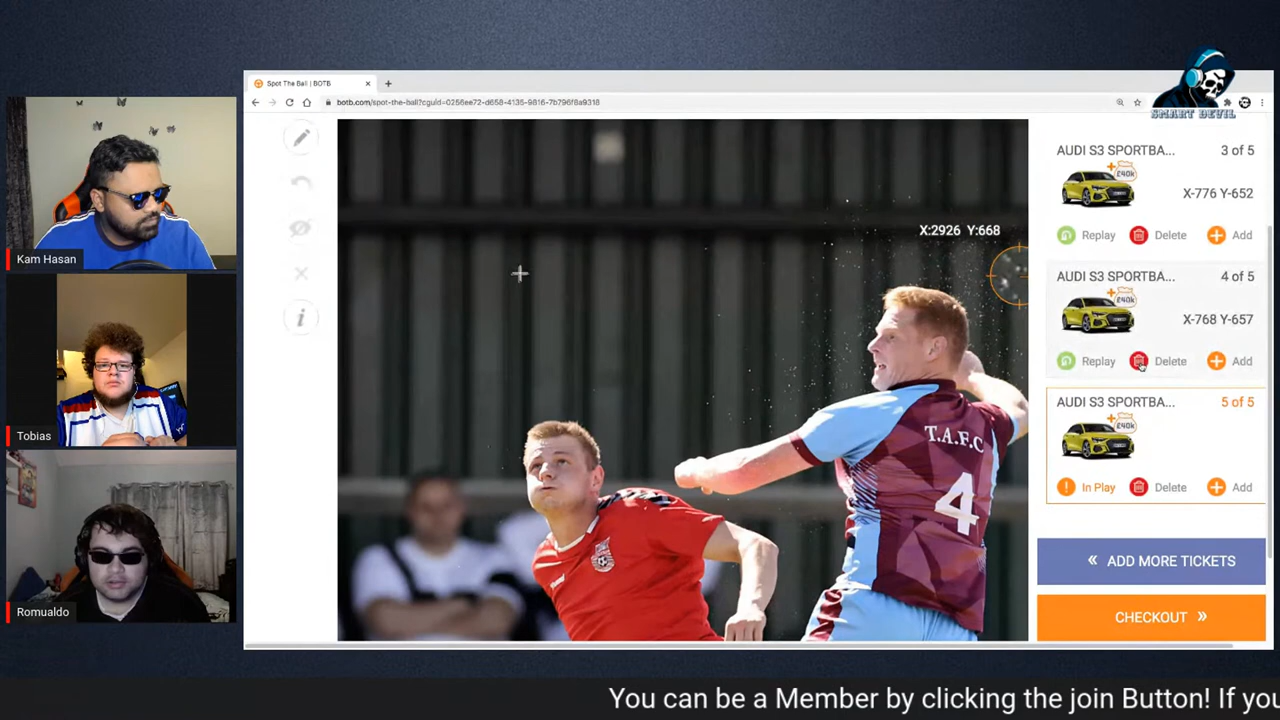 Spot The Ball | BOTB
botb.com/spot-the-ball?cguid=0256ee72-d658-4135-9816-7b796f8a9318
SMART DEVIL
Kam Hasan
Tobias
Romualdo
X:2926 Y:668
T.A.F.C
4
AUDI S3 SPORTBA... 3 of 5
+£40k
X-776 Y-652
Replay Delete Add
AUDI S3 SPORTBA... 4 of 5
+£40k
X-768 Y-657
Replay Delete Add
AUDI S3 SPORTBA... 5 of 5
+£40k
In Play Delete Add
« ADD MORE TICKETS
CHECKOUT »
You can be a Member by clicking the join Button! If you